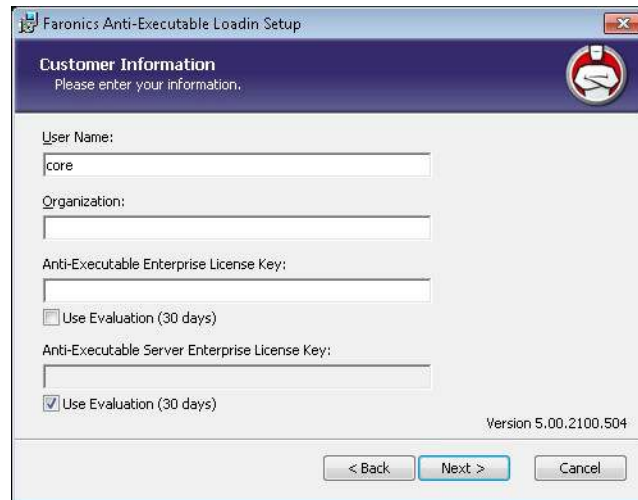 Faronics Anti-Executable Loadin Setup
Customer Information
Please enter your information.
User Name:
core
Organization:
Anti-Executable Enterprise License Key:
Use Evaluation (30 days)
Anti-Executable Server Enterprise License Key:
Use Evaluation (30 days)
Version 5.00.2100.504
< Back Next > Cancel